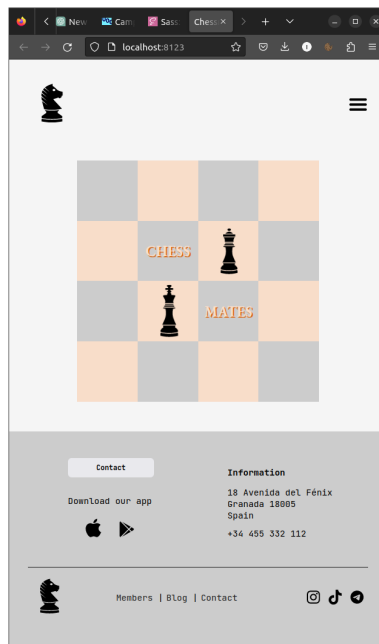 New
Cam
Sass
Chess
localhost:8123
CHESS
MATES
Contact
Download our app
Information
18 Avenida del Fénix
Granada 18005
Spain
+34 455 332 112
Members | Blog | Contact